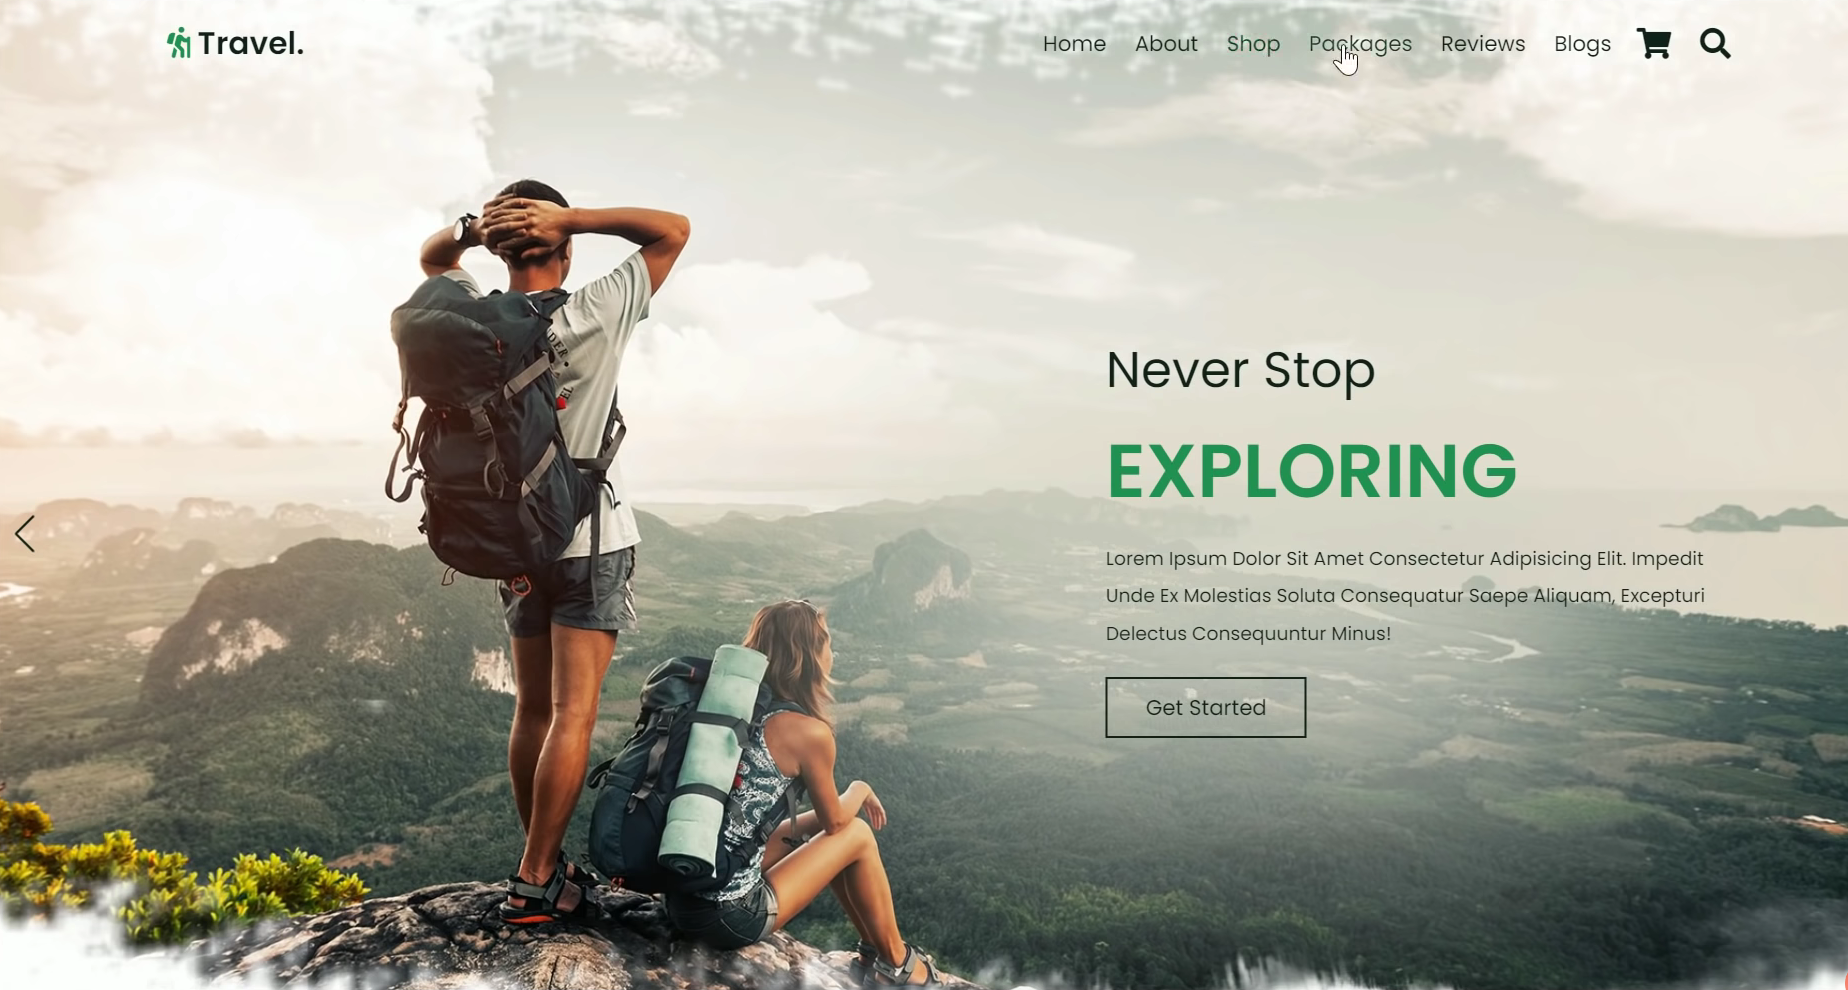 Travel.
Home About Shop Packages Reviews Blogs
Never Stop
EXPLORING
Lorem Ipsum Dolor Sit Amet Consectetur Adipisicing Elit. Impedit
Unde Ex Molestias Soluta Consequatur Saepe Aliquam, Excepturi
Delectus Consequuntur Minus!
Get Started